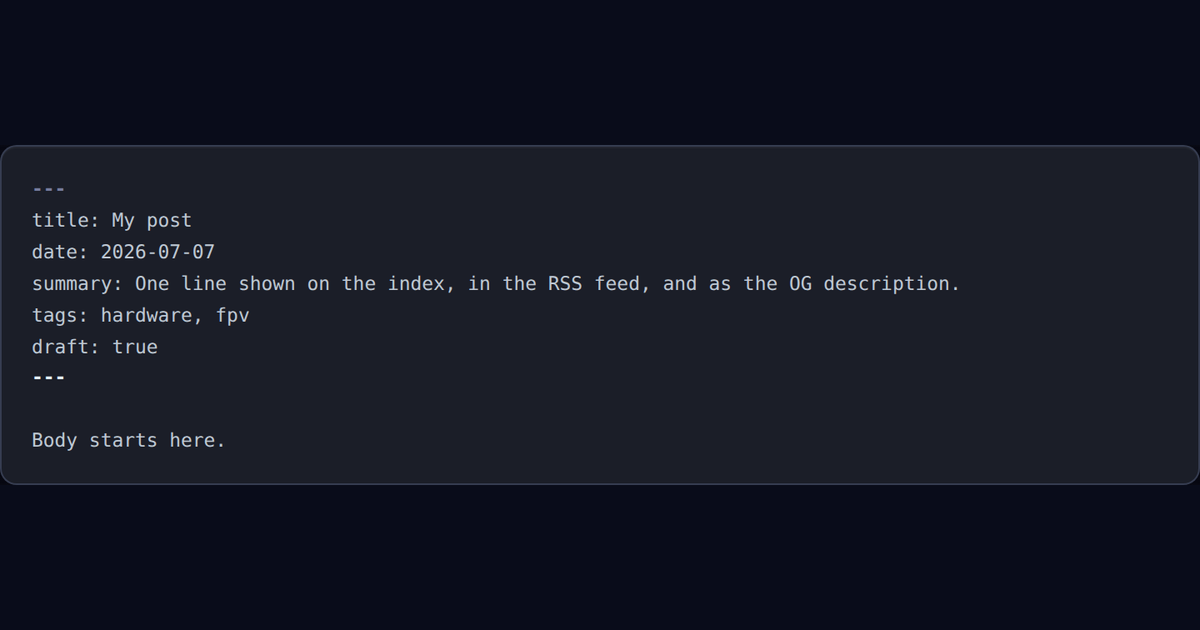 ---
title: My post
date: 2026-07-07
summary: One line shown on the index, in the RSS feed, and as the OG description.
tags: hardware, fpv
draft: true
---

Body starts here.